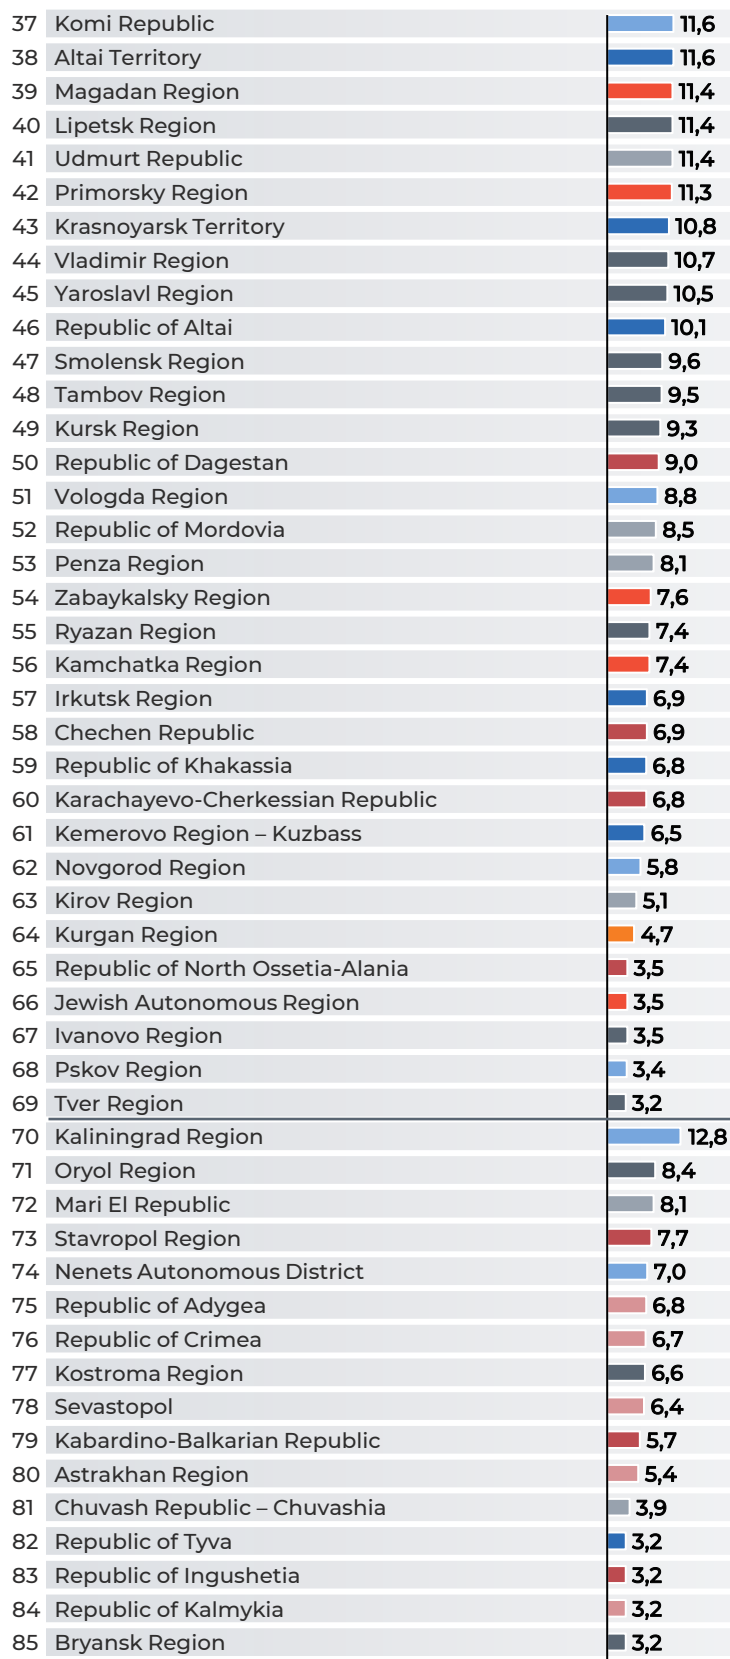 37 Komi Republic 11,6
38 Altai Territory 11,6
39 Magadan Region 11,4
40 Lipetsk Region 11,4
41 Udmurt Republic 11,4
42 Primorsky Region 11,3
43 Krasnoyarsk Territory 10,8
44 Vladimir Region 10,7
45 Yaroslavl Region 10,5
46 Republic of Altai 10,1
47 Smolensk Region 9,6
48 Tambov Region 9,5
49 Kursk Region 9,3
50 Republic of Dagestan 9,0
51 Vologda Region 8,8
52 Republic of Mordovia 8,5
53 Penza Region 8,1
54 Zabaykalsky Region 7,6
55 Ryazan Region 7,4
56 Kamchatka Region 7,4
57 Irkutsk Region 6,9
58 Chechen Republic 6,9
59 Republic of Khakassia 6,8
60 Karachayevo-Cherkessian Republic 6,8
61 Kemerovo Region – Kuzbass 6,5
62 Novgorod Region 5,8
63 Kirov Region 5,1
64 Kurgan Region 4,7
65 Republic of North Ossetia-Alania 3,5
66 Jewish Autonomous Region 3,5
67 Ivanovo Region 3,5
68 Pskov Region 3,4
69 Tver Region 3,2
70 Kaliningrad Region 12,8
71 Oryol Region 8,4
72 Mari El Republic 8,1
73 Stavropol Region 7,7
74 Nenets Autonomous District 7,0
75 Republic of Adygea 6,8
76 Republic of Crimea 6,7
77 Kostroma Region 6,6
78 Sevastopol 6,4
79 Kabardino-Balkarian Republic 5,7
80 Astrakhan Region 5,4
81 Chuvash Republic – Chuvashia 3,9
82 Republic of Tyva 3,2
83 Republic of Ingushetia 3,2
84 Republic of Kalmykia 3,2
85 Bryansk Region 3,2